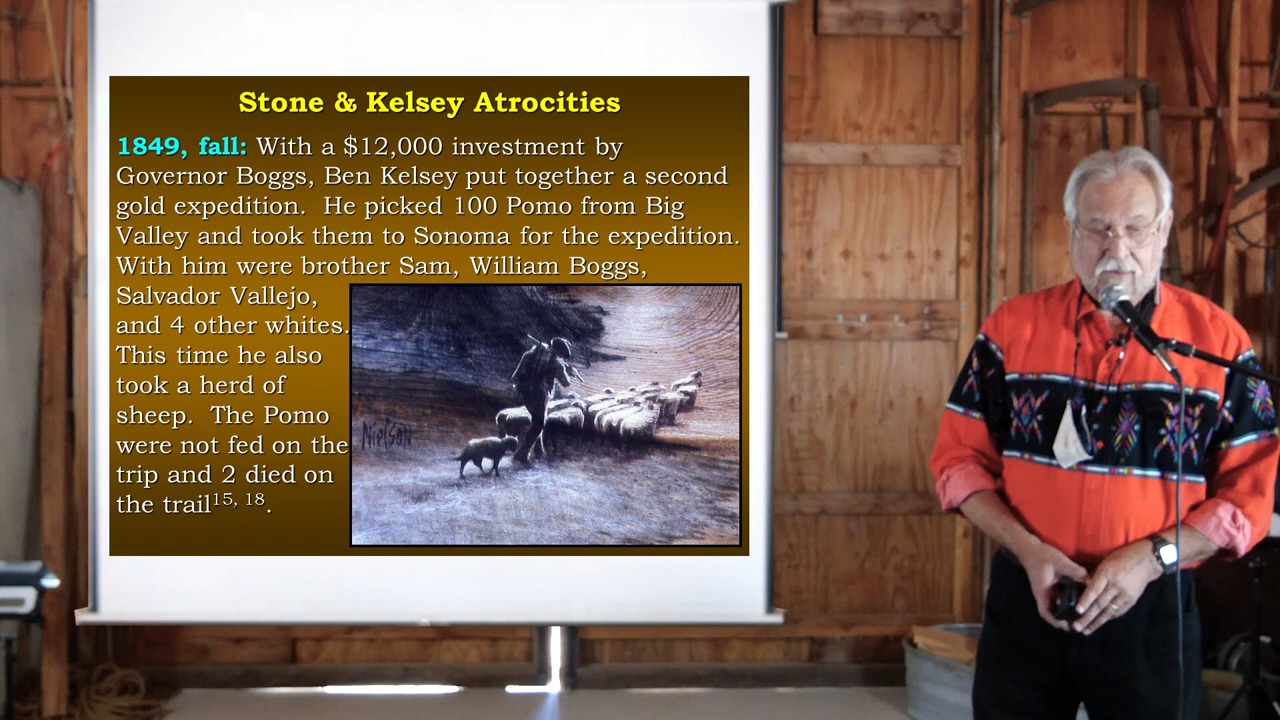 Stone & Kelsey Atrocities
1849, fall: With a $12,000 investment by
Governor Boggs, Ben Kelsey put together a second
gold expedition.  He picked 100 Pomo from Big
Valley and took them to Sonoma for the expedition.
With him were brother Sam, William Boggs,
Salvador Vallejo,
and 4 other whites.
This time he also
took a herd of
sheep.  The Pomo
were not fed on the
trip and 2 died on
the trail15, 18.
Nielsen